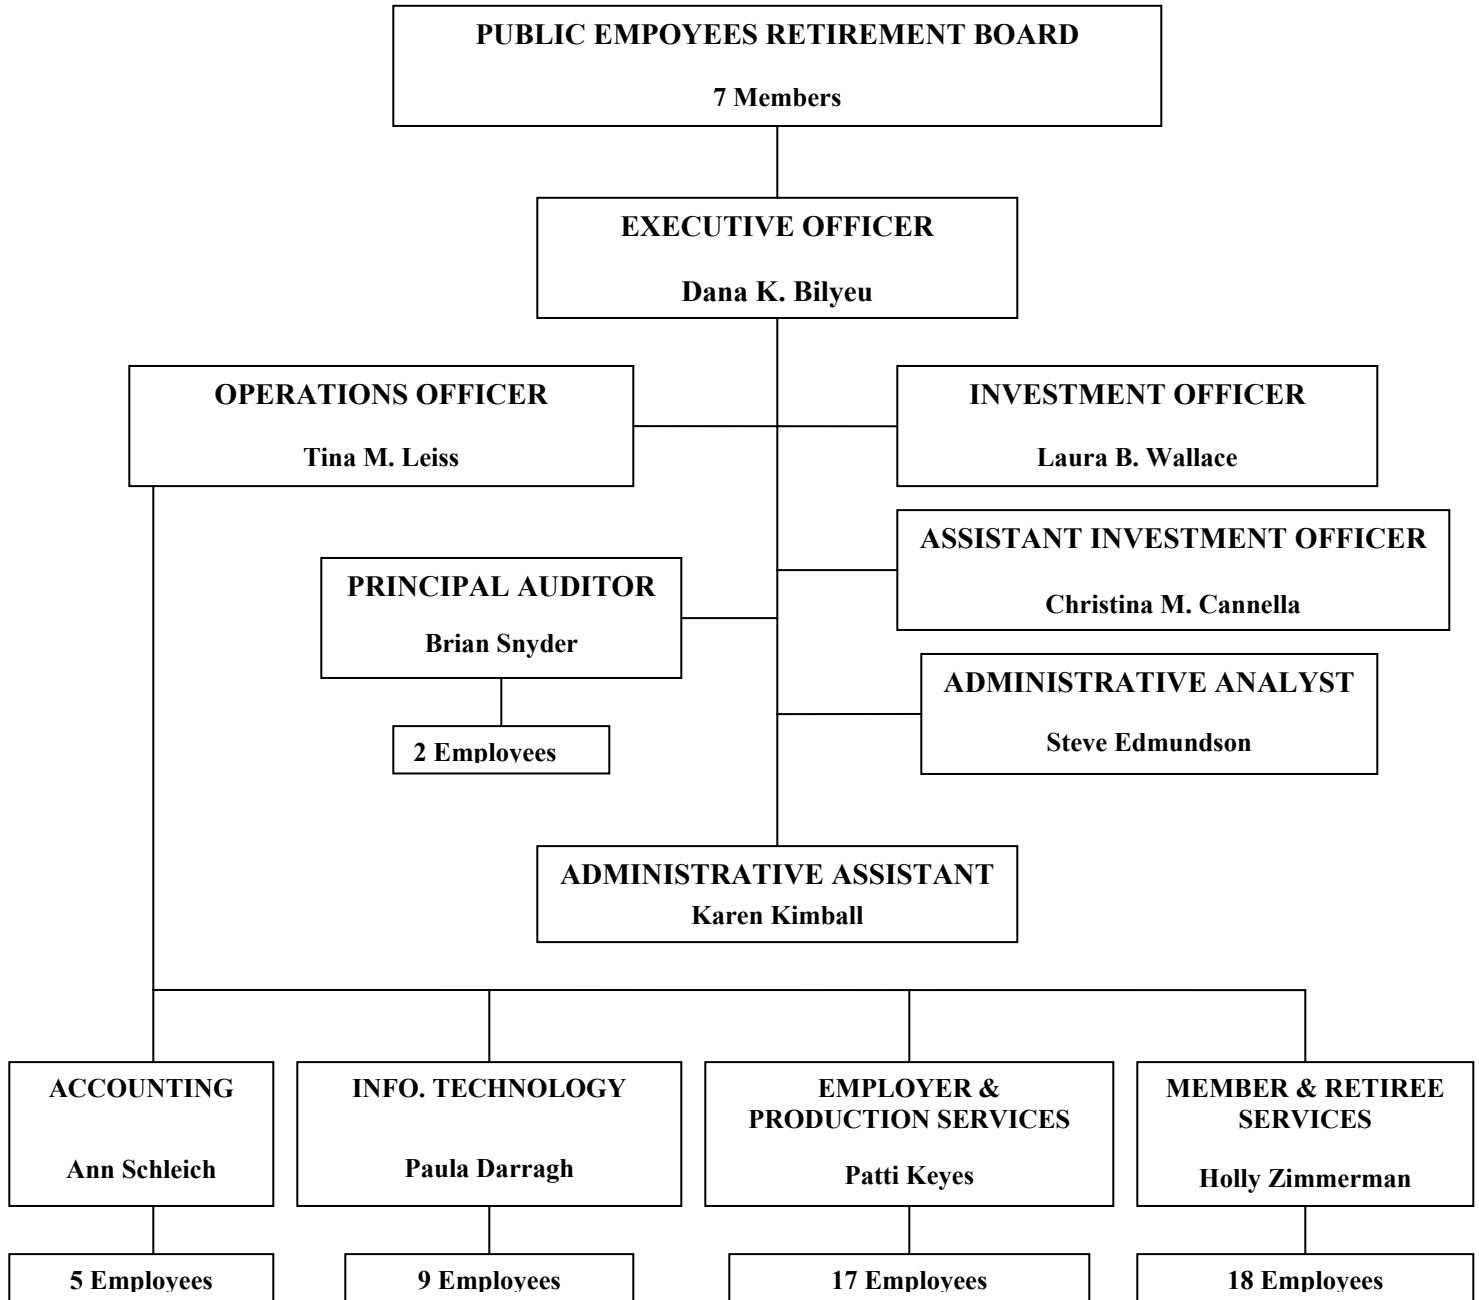 PUBLIC EMPOYEES RETIREMENT BOARD
7 Members
EXECUTIVE OFFICER
Dana K. Bilyeu
OPERATIONS OFFICER
Tina M. Leiss
INVESTMENT OFFICER
Laura B. Wallace
ASSISTANT INVESTMENT OFFICER
Christina M. Cannella
PRINCIPAL AUDITOR
Brian Snyder
2 Employees
ADMINISTRATIVE ANALYST
Steve Edmundson
ADMINISTRATIVE ASSISTANT
Karen Kimball
ACCOUNTING
Ann Schleich
5 Employees
INFO. TECHNOLOGY
Paula Darragh
9 Employees
EMPLOYER &
PRODUCTION SERVICES
Patti Keyes
17 Employees
MEMBER & RETIREE
SERVICES
Holly Zimmerman
18 Employees